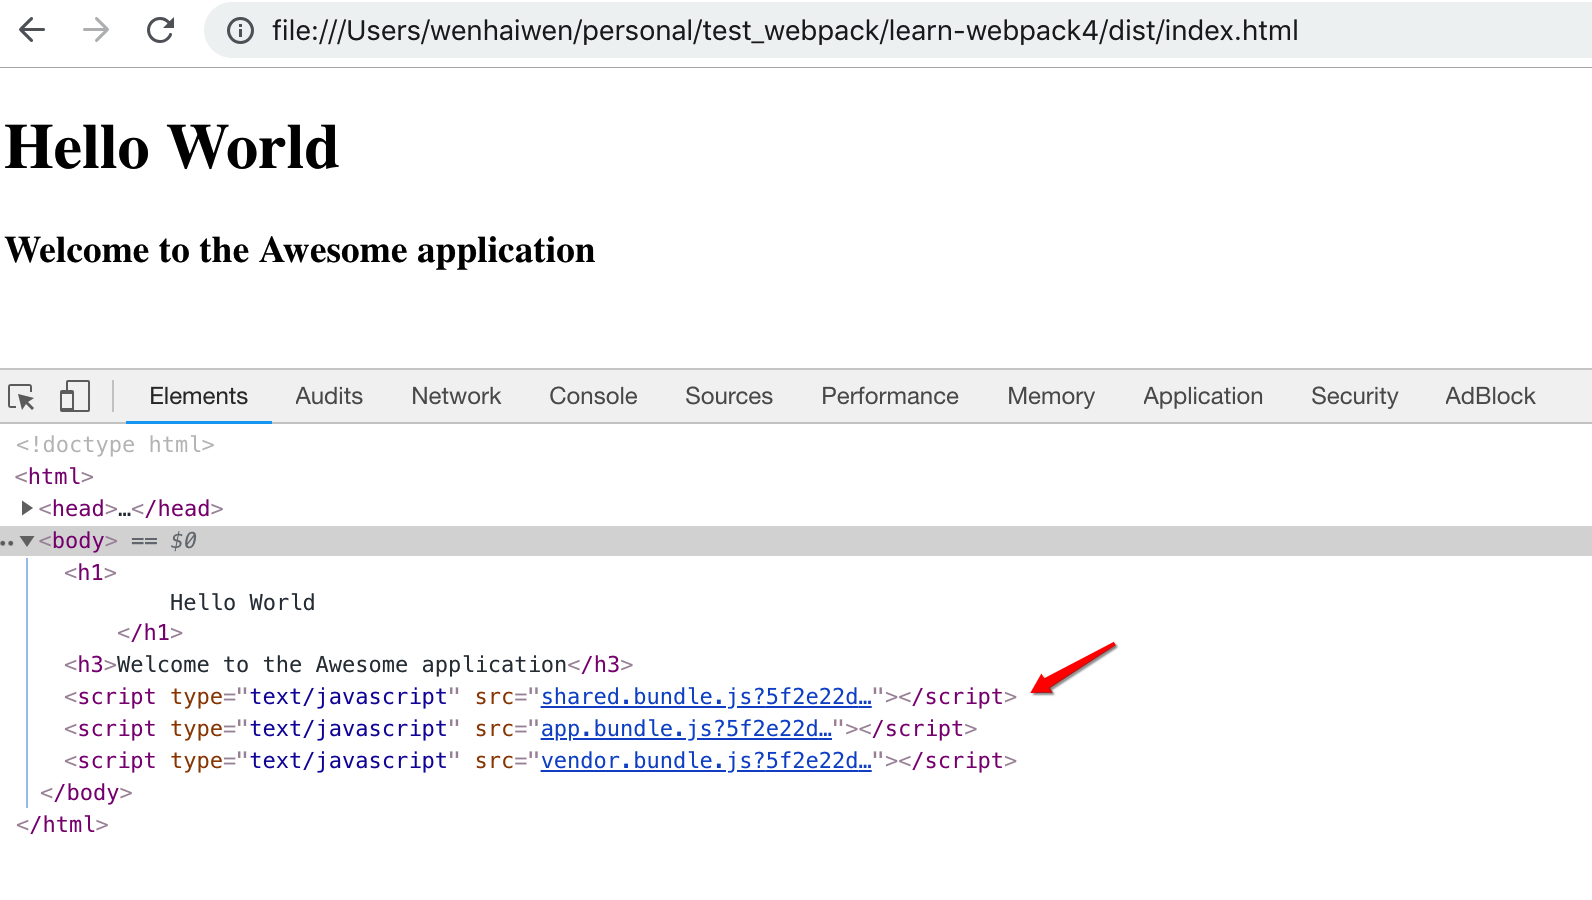 file:///Users/wenhaiwen/personal/test_webpack/learn-webpack4/dist/index.html
Hello World
Welcome to the Awesome application
Elements Audits Network Console Sources Performance Memory Application Security AdBlock
<!doctype html>
<html>
<head>…</head>
<body> == $0
<h1>
Hello World
</h1>
<h3>Welcome to the Awesome application</h3>
<script type="text/javascript" src="shared.bundle.js?5f2e22d…"></script>
<script type="text/javascript" src="app.bundle.js?5f2e22d…"></script>
<script type="text/javascript" src="vendor.bundle.js?5f2e22d…"></script>
</body>
</html>